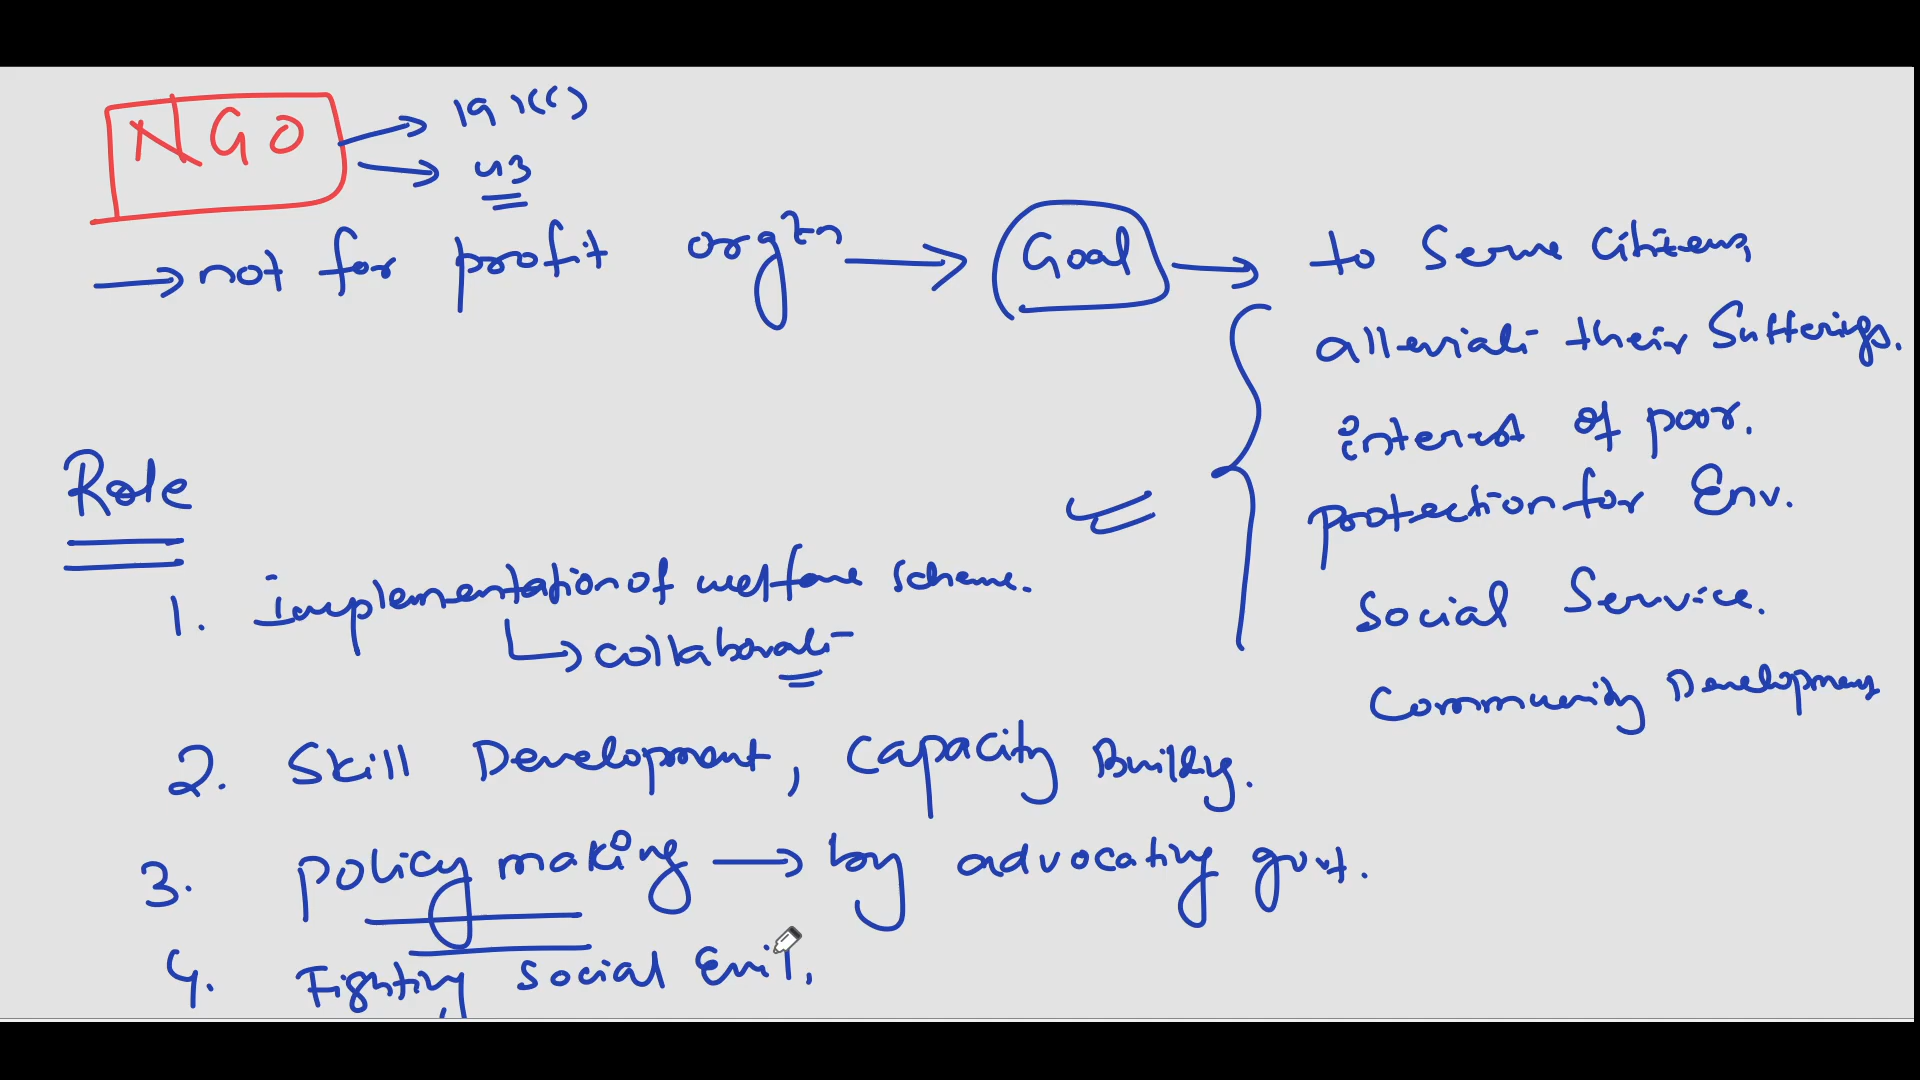 NGO → 19 1(C)
→ 43
→ not for profit orgtn → Goal → to Serve Citizens,
alleviate their Sufferings.
interest of poor.
protection for Env.
Social Service.
Community Development
Role
1. implementation of welfare scheme.
↳ collaborate
2. Skill Development, Capacity Building.
3. policy making → by advocating govt.
4. Fighting Social Evil.